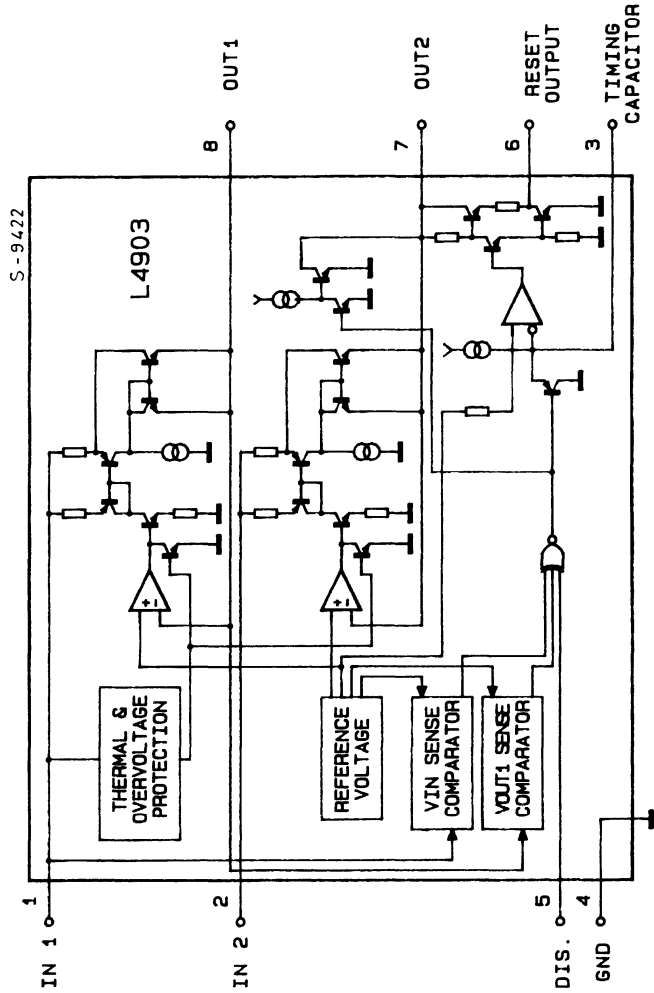 S-9422
L4903
IN 1
1
IN 2
2
DIS.
5
GND
4
THERMAL &
OVERVOLTAGE
PROTECTION
REFERENCE
VOLTAGE
VIN SENSE
COMPARATOR
VOUT1 SENSE
COMPARATOR
+
-
+
-
8
OUT1
7
OUT2
6
RESET
OUTPUT
3
TIMING
CAPACITOR